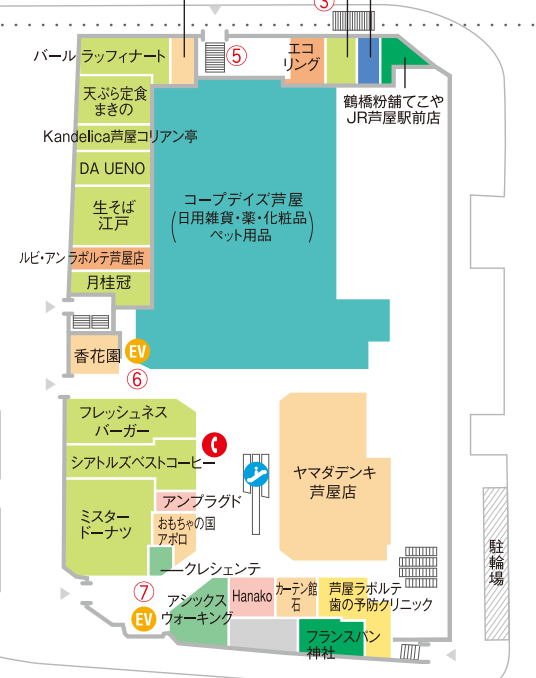 ③
バール ラッフィナート
⑤
エコ
リング
鶴橋粉舗てこや
JR芦屋駅前店
天ぷら定食
まきの
Kandelica芦屋コリアン亭
DA UENO
生そば
江戸
ルビ・アン ラポルテ芦屋店
月桂冠
コープデイズ芦屋
(日用雑貨・薬・化粧品)
ペット用品
香花園
EV
⑥
フレッシュネス
バーガー
シアトルズベストコーヒー
ミスター
ドーナツ
アンプラグド
おもちゃの国
アポロ
クレシェンテ
ヤマダデンキ
芦屋店
⑦
EV
アシックス
ウォーキング
Hanako
カーテン館
石
芦屋ラポルテ
歯の予防クリニック
フランスパン
神社
駐輪場